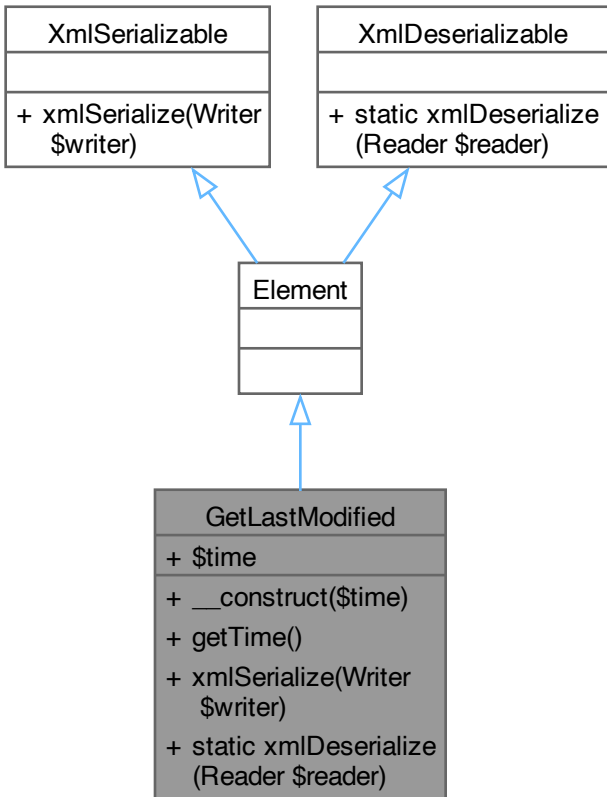 XmlSerializable
+ xmlSerialize(Writer
$writer)
XmlDeserializable
+ static xmlDeserialize
(Reader $reader)
Element
GetLastModified
+ $time
+ __construct($time)
+ getTime()
+ xmlSerialize(Writer
$writer)
+ static xmlDeserialize
(Reader $reader)